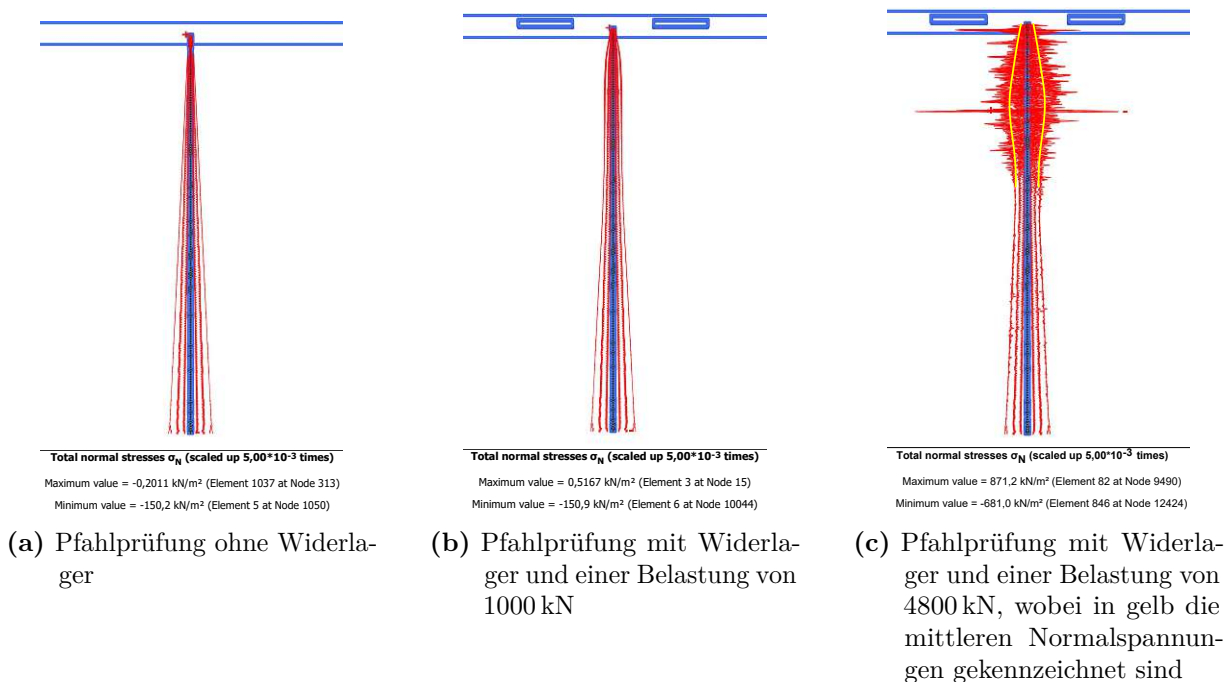 Total normal stresses σN (scaled up 5,00*10-3 times)
Maximum value = -0,2011 kN/m² (Element 1037 at Node 313)
Minimum value = -150,2 kN/m² (Element 5 at Node 1050)
(a) Pfahlprüfung ohne Widerla-
ger
Total normal stresses σN (scaled up 5,00*10-3 times)
Maximum value = 0,5167 kN/m² (Element 3 at Node 15)
Minimum value = -150,9 kN/m² (Element 6 at Node 10044)
(b) Pfahlprüfung mit Widerla-
ger und einer Belastung von
1000 kN
Total normal stresses σN (scaled up 5,00*10-3 times)
Maximum value = 871,2 kN/m² (Element 82 at Node 9490)
Minimum value = -681,0 kN/m² (Element 846 at Node 12424)
(c) Pfahlprüfung mit Widerla-
ger und einer Belastung von
4800 kN, wobei in gelb die
mittleren Normalspannun-
gen gekennzeichnet sind